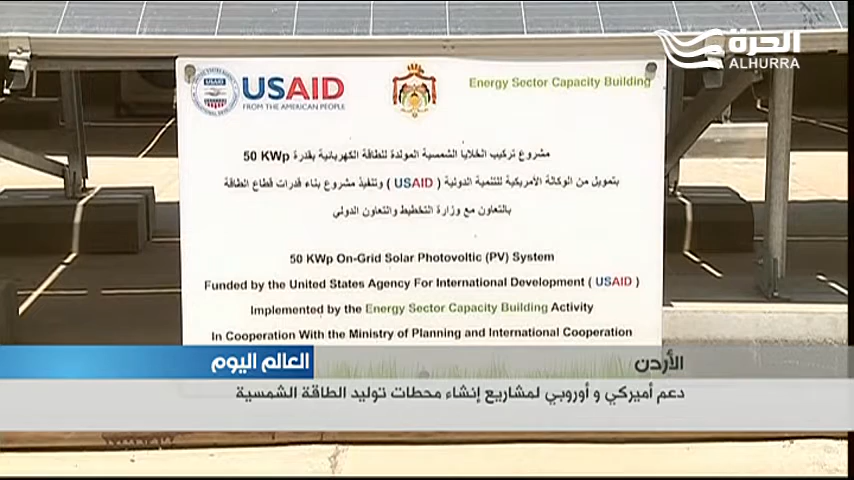 الحرة
ALHURRA
USAID
FROM THE AMERICAN PEOPLE
Energy Sector Capacity Building
مشروع تركيب الخلايا الشمسية المولدة للطاقة الكهربائية بقدرة 50 KWp
بتمويل من الوكالة الأمريكية للتنمية الدولية ( USAID ) وتنفيذ مشروع بناء قدرات قطاع الطاقة
بالتعاون مع وزارة التخطيط والتعاون الدولي
50 KWp On-Grid Solar Photovoltic (PV) System
Funded by the United States Agency For International Development ( USAID )
Implemented by the Energy Sector Capacity Building Activity
In Cooperation With the Ministry of Planning and International Cooperation
العالم اليوم
الأردن
دعم أميركي و أوروبي لمشاريع إنشاء محطات توليد الطاقة الشمسية